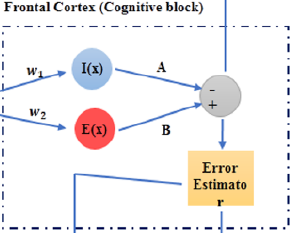 Frontal Cortex (Cognitive block)
w₁
I(x)
A
-
+
w₂
E(x)
B
Error
Estimato
r